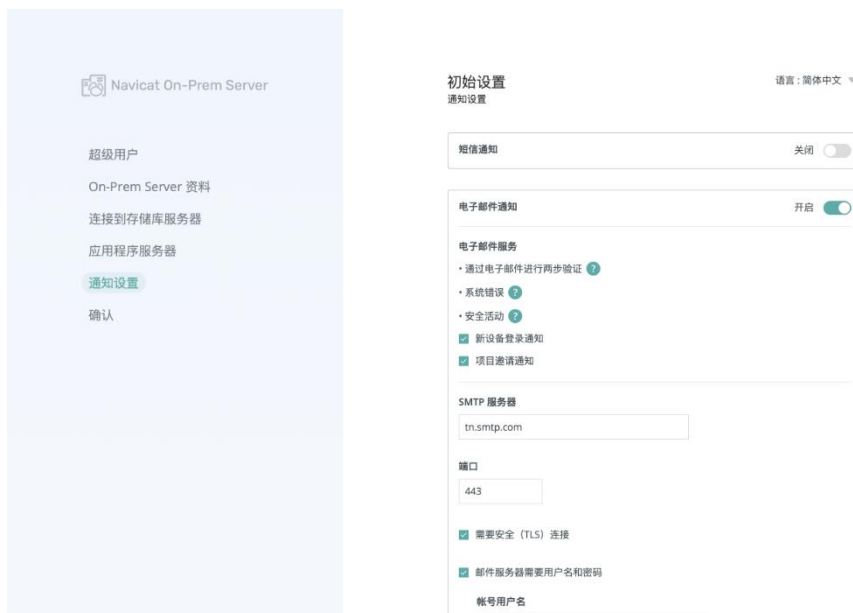 Navicat On-Prem Server
超级用户
On-Prem Server 资料
连接到存储库服务器
应用程序服务器
通知设置
确认
初始设置
语言 : 简体中文
通知设置
短信通知
关闭
电子邮件通知
开启
电子邮件服务
• 通过电子邮件进行两步验证 ?
• 系统错误 ?
• 安全活动 ?
新设备登录通知
项目邀请通知
SMTP 服务器
tn.smtp.com
端口
443
需要安全（TLS）连接
邮件服务器需要用户名和密码
帐号用户名